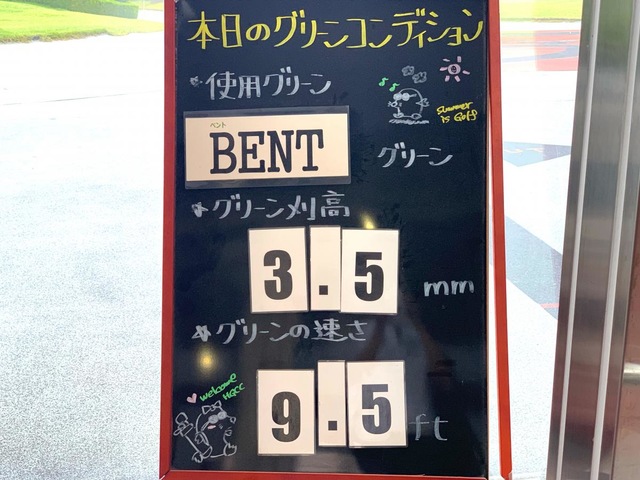 本日のグリーンコンディション
使用グリーン
summer
is Golf
ベント
BENT
グリーン
グリーン刈高
3.5 mm
グリーンの速さ
welcome
HGCC
9.5 ft